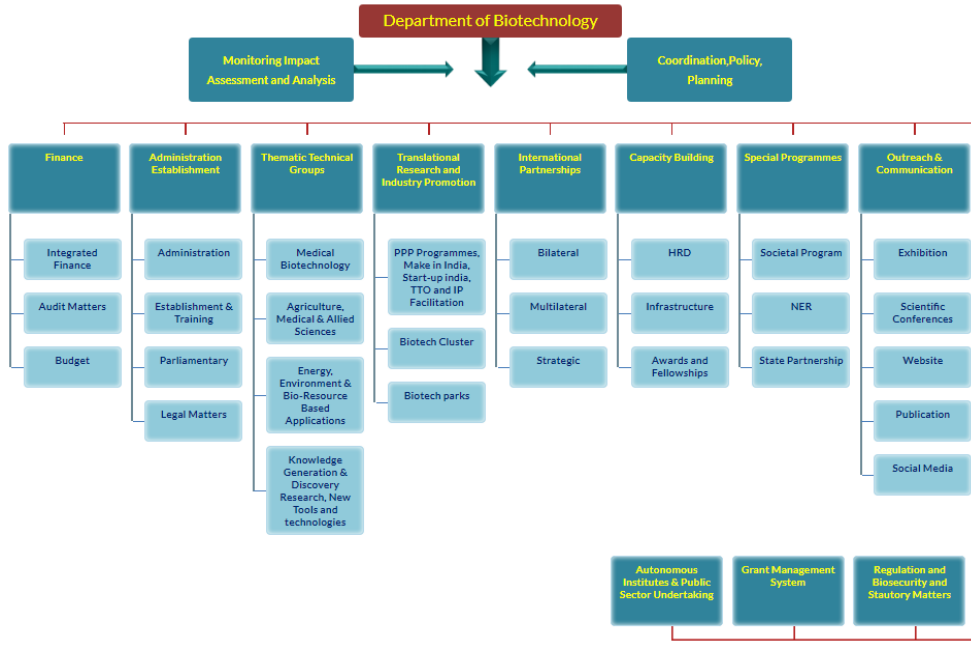 Department of Biotechnology
Monitoring Impact
Assessment and Analysis
Coordination,Policy,
Planning
Finance
Administration
Establishment
Thematic Technical
Groups
Translational
Research and
Industry Promotion
International
Partnerships
Capacity Building
Special Programmes
Outreach &
Communication
Integrated
Finance
Audit Matters
Budget
Administration
Establishment &
Training
Parliamentary
Legal Matters
Medical
Biotechnology
Agriculture,
Medical & Allied
Sciences
Energy,
Environment &
Bio-Resource
Based
Applications
Knowledge
Generation &
Discovery
Research, New
Tools and
technologies
PPP Programmes,
Make in India,
Start-up india,
TTO and IP
Facilitation
Biotech Cluster
Biotech parks
Bilateral
Multilateral
Strategic
HRD
Infrastructure
Awards and
Fellowships
Societal Program
NER
State Partnership
Exhibition
Scientific
Conferences
Website
Publication
Social Media
Autonomous
Institutes & Public
Sector Undertaking
Grant Management
System
Regulation and
Biosecurity and
Stautory Matters